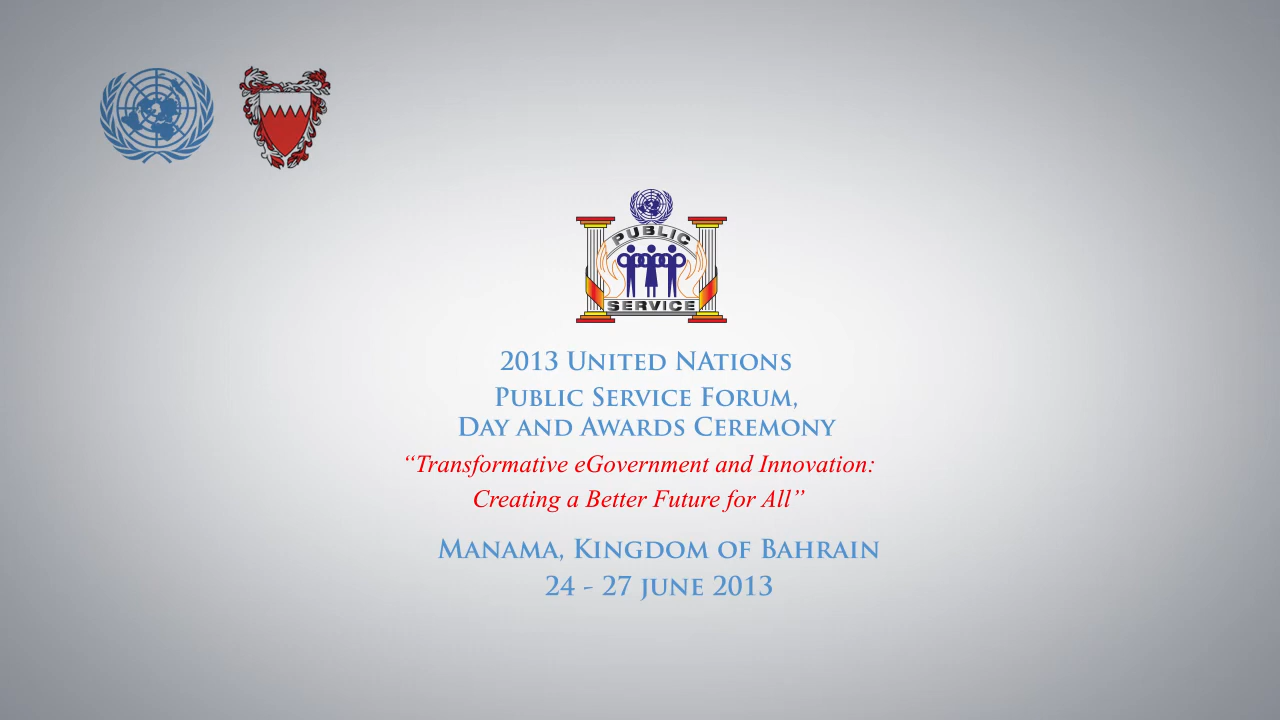 PUBLIC
SERVICE
2013 United NAtions
Public Service Forum,
Day and Awards Ceremony
“Transformative eGovernment and Innovation:
Creating a Better Future for All”
Manama, Kingdom of Bahrain
24 - 27 june 2013